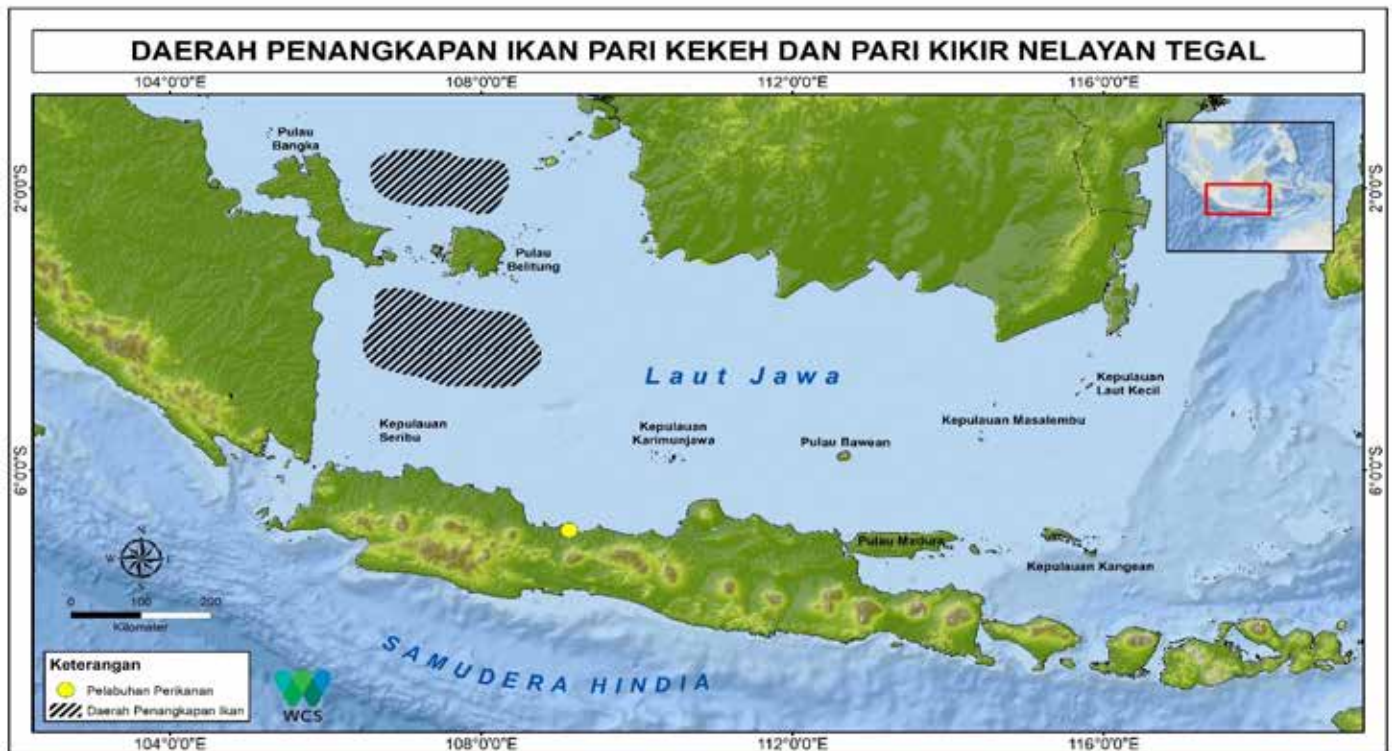 DAERAH PENANGKAPAN IKAN PARI KEKEH DAN PARI KIKIR NELAYAN TEGAL
104°0'0"E 108°0'0"E 112°0'0"E 116°0'0"E
2°0'0"S 2°0'0"S
Pulau
Bangka
Pulau
Belitung
Laut Jawa
Kepulauan
Laut Kecil
Kepulauan
Seribu
Kepulauan
Karimunjawa
Kepulauan Masalembu
Pulau Bawean
6°0'0"S 6°0'0"S
Pulau Madura
Kepulauan Kangean
N
W E
S
0 100 200
Kilometer
SAMUDERA HINDIA
Keterangan
Pelabuhan Perikanan
Daerah Penangkapan Ikan
WCS
104°0'0"E 108°0'0"E 112°0'0"E 116°0'0"E